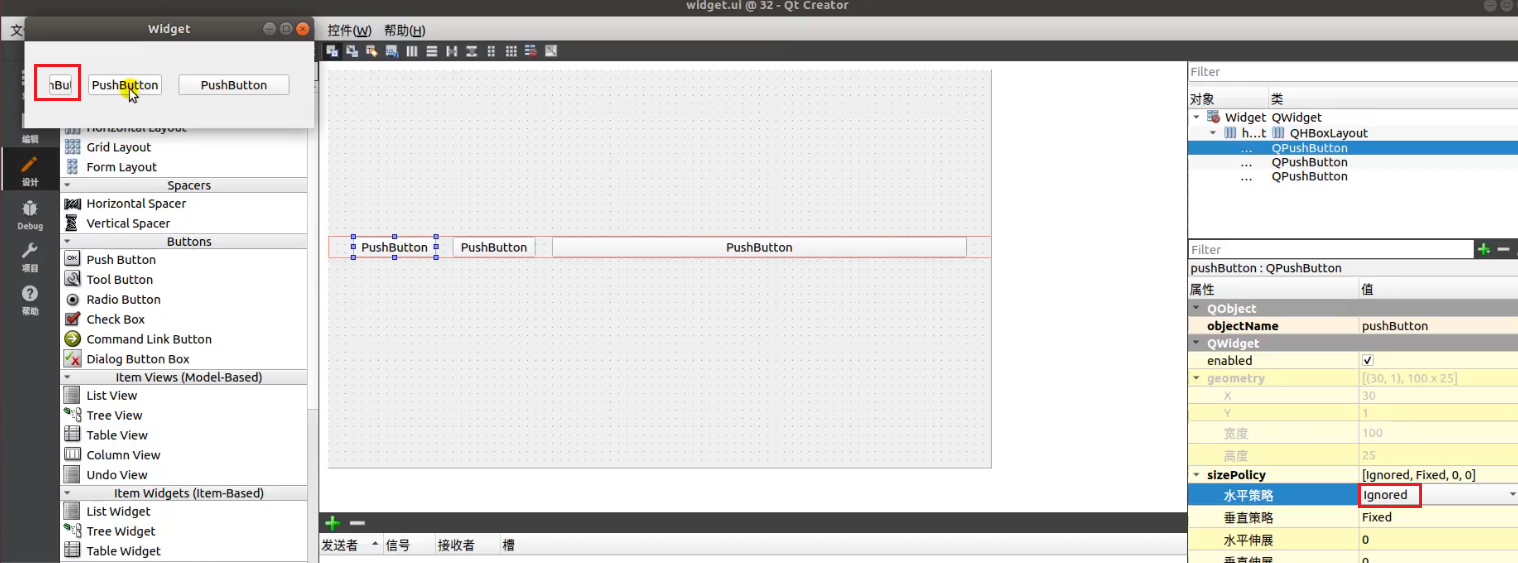 widget.ui @ 32 - Qt Creator
Widget
控件(W) 帮助(H)
PushButton
PushButton
编辑
设计
Debug
项目
帮助
Grid Layout
Form Layout
Spacers
Horizontal Spacer
Vertical Spacer
Buttons
Push Button
Tool Button
Radio Button
Check Box
Command Link Button
Dialog Button Box
Item Views (Model-Based)
List View
Tree View
Table View
Column View
Undo View
Item Widgets (Item-Based)
List Widget
Tree Widget
Table Widget
PushButton PushButton PushButton
发送者 信号 接收者 槽
Filter
对象 类
Widget QWidget
h...t QHBoxLayout
... QPushButton
... QPushButton
... QPushButton
Filter
pushButton : QPushButton
属性 值
QObject
objectName pushButton
QWidget
enabled
geometry [(30, 1), 100 x 25]
X 30
Y 1
宽度 100
高度 25
sizePolicy [Ignored, Fixed, 0, 0]
水平策略 Ignored
垂直策略 Fixed
水平伸展 0
垂直伸展 0